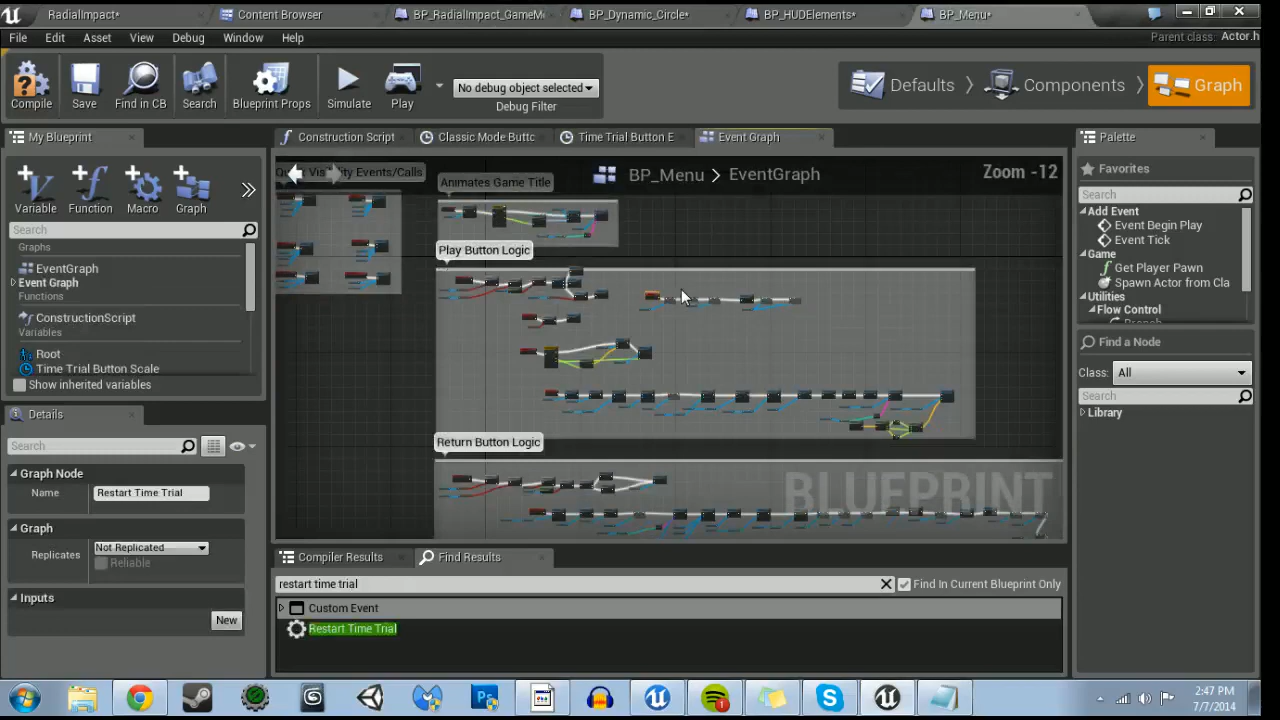 RadialImpact*
Content Browser
BP_RadialImpact_GameM
BP_Dynamic_Circle*
BP_HUDElements*
BP_Menu*
File Edit Asset View Debug Window Help
Parent class: Actor.h
Compile
Save
Find in CB
Search
Blueprint Props
Simulate
Play
No debug object selected
Debug Filter
Defaults
Components
Graph
My Blueprint
Construction Script
Classic Mode Buttc
Time Trial Button E
Event Graph
Palette
Variable
Function
Macro
Graph
Search
Graphs
EventGraph
Event Graph
Functions
ConstructionScript
Variables
Root
Time Trial Button Scale
Show inherited variables
Visibility Events/Calls
BP_Menu > EventGraph
Zoom -12
Animates Game Title
Play Button Logic
Return Button Logic
BLUEPRINT
Favorites
Search
Add Event
Event Begin Play
Event Tick
Game
Get Player Pawn
Spawn Actor from Cla
Utilities
Flow Control
Find a Node
Class: All
Search
Library
Details
Search
Graph Node
Name Restart Time Trial
Graph
Replicates Not Replicated
Reliable
Inputs
New
Compiler Results
Find Results
restart time trial
Find In Current Blueprint Only
Custom Event
Restart Time Trial
2:47 PM
7/7/2014